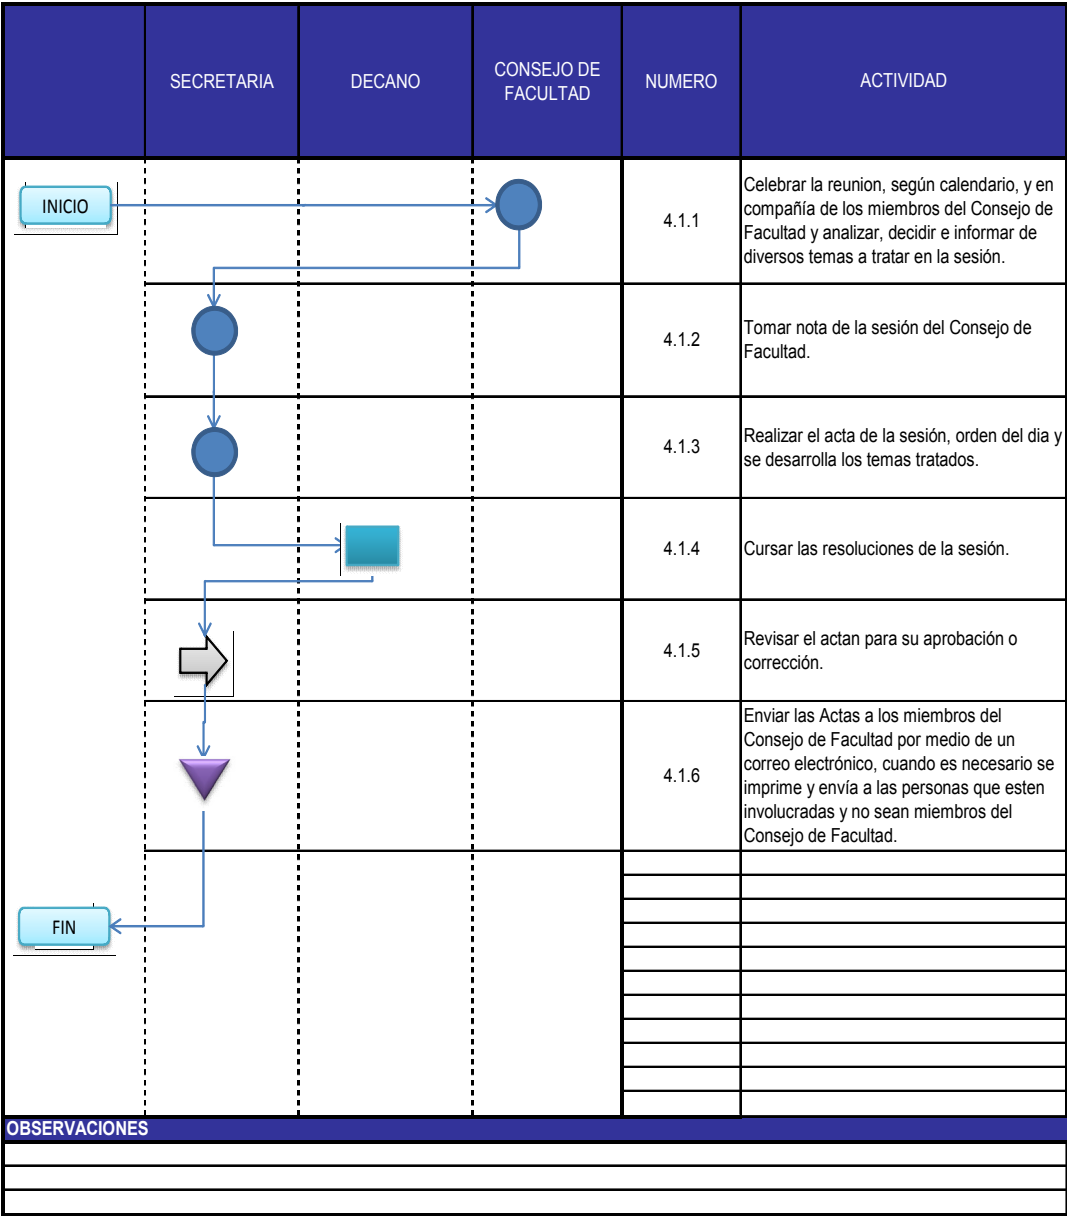 SECRETARIA
DECANO
CONSEJO DE
FACULTAD
NUMERO
ACTIVIDAD
INICIO
4.1.1
Celebrar la reunion, según calendario, y en
compañía de los miembros del Consejo de
Facultad y analizar, decidir e informar de
diversos temas a tratar en la sesión.
4.1.2
Tomar nota de la sesión del Consejo de
Facultad.
4.1.3
Realizar el acta de la sesión, orden del dia y
se desarrolla los temas tratados.
4.1.4
Cursar las resoluciones de la sesión.
4.1.5
Revisar el actan para su aprobación o
corrección.
4.1.6
Enviar las Actas a los miembros del
Consejo de Facultad por medio de un
correo electrónico, cuando es necesario se
imprime y envía a las personas que esten
involucradas y no sean miembros del
Consejo de Facultad.
FIN
OBSERVACIONES